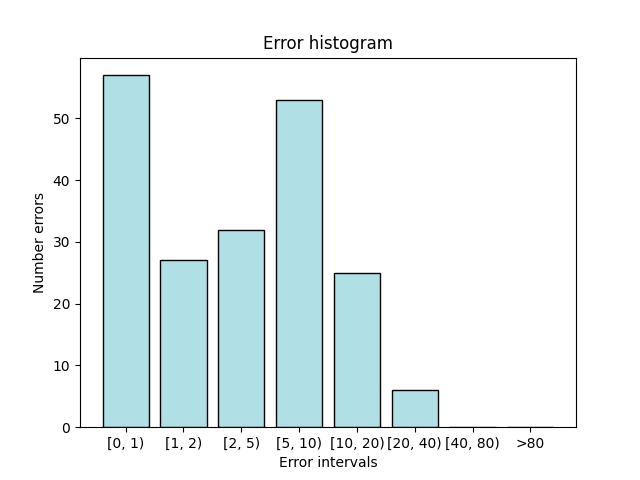 Error histogram
Number errors
50
40
30
20
10
0
[0, 1) [1, 2) [2, 5) [5, 10) [10, 20) [20, 40) [40, 80) >80
Error intervals